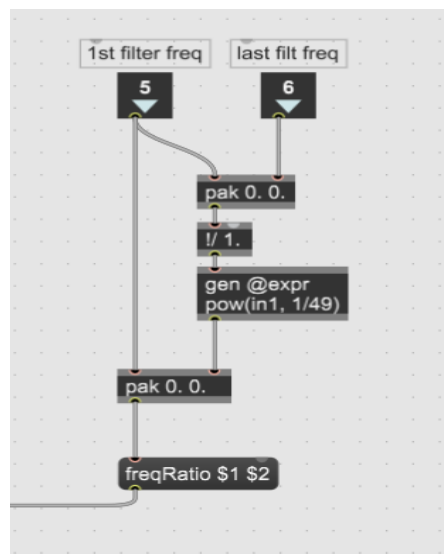 1st filter freq
last filt freq
5
6
pak 0. 0.
!/ 1.
gen @expr
pow(in1, 1/49)
pak 0. 0.
freqRatio $1 $2